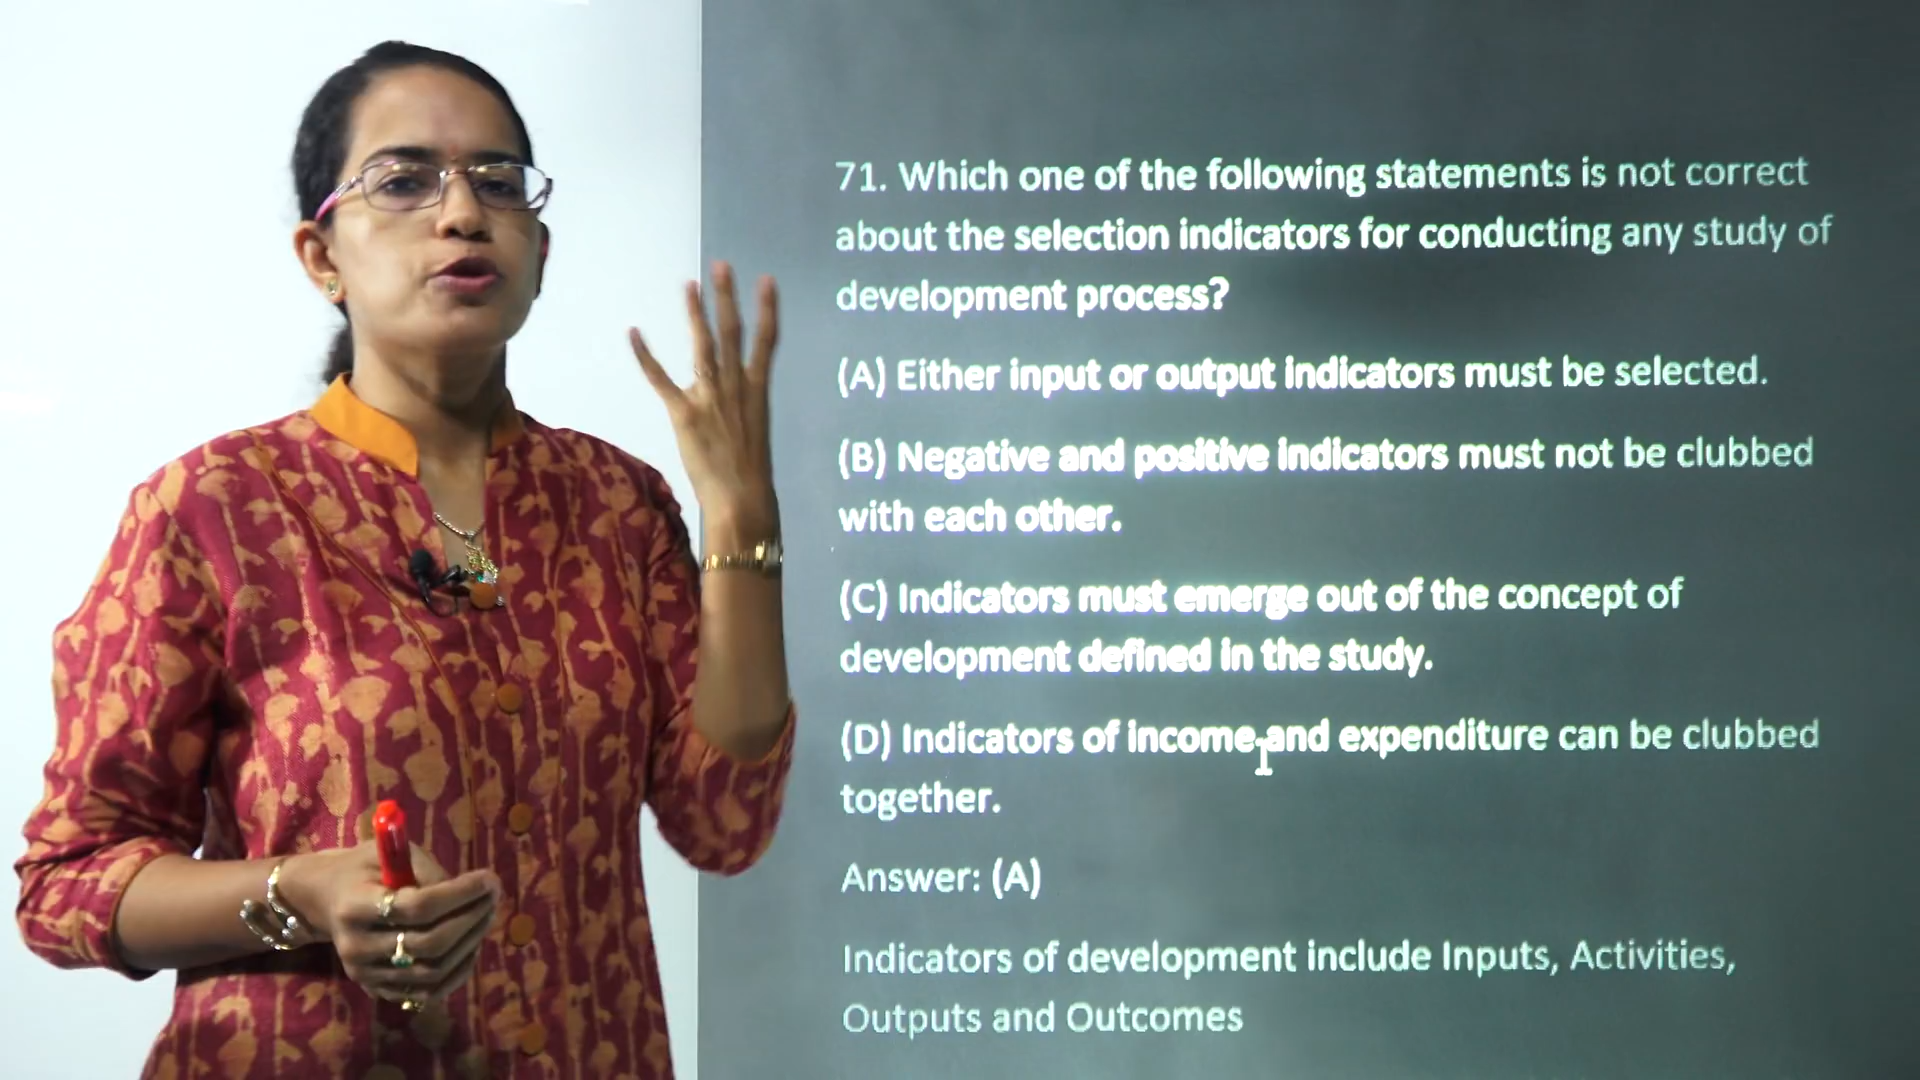 71. Which one of the following statements is not correct
about the selection indicators for conducting any study of
development process?
(A) Either input or output indicators must be selected.
(B) Negative and positive indicators must not be clubbed
with each other.
(C) Indicators must emerge out of the concept of
development defined in the study.
(D) Indicators of income and expenditure can be clubbed
together.
Answer: (A)
Indicators of development include Inputs, Activities,
Outputs and Outcomes